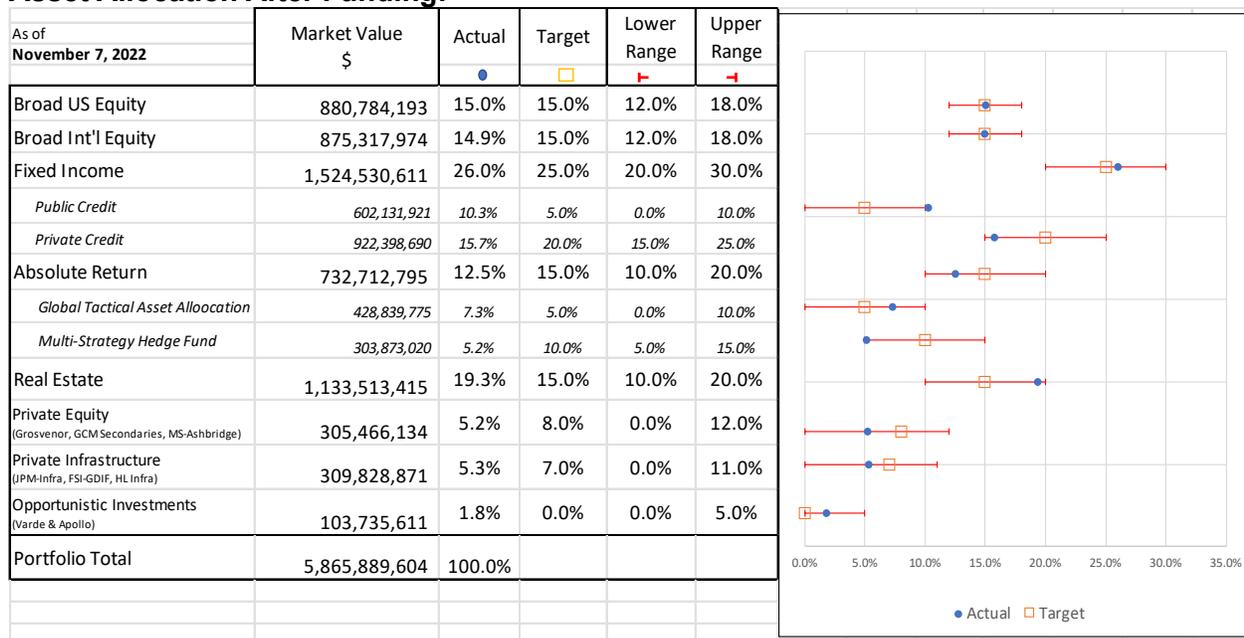 Asset Allocation After Funding:
As of
November 7, 2022
Market Value
$
Actual
Target
Lower
Range
Upper
Range
Broad US Equity 880,784,193 15.0% 15.0% 12.0% 18.0%
Broad Int'l Equity 875,317,974 14.9% 15.0% 12.0% 18.0%
Fixed Income 1,524,530,611 26.0% 25.0% 20.0% 30.0%
Public Credit 602,131,921 10.3% 5.0% 0.0% 10.0%
Private Credit 922,398,690 15.7% 20.0% 15.0% 25.0%
Absolute Return 732,712,795 12.5% 15.0% 10.0% 20.0%
Global Tactical Asset Alloocation 428,839,775 7.3% 5.0% 0.0% 10.0%
Multi-Strategy Hedge Fund 303,873,020 5.2% 10.0% 5.0% 15.0%
Real Estate 1,133,513,415 19.3% 15.0% 10.0% 20.0%
Private Equity 305,466,134 5.2% 8.0% 0.0% 12.0%
(Grosvenor, GCM Secondaries, MS-Ashbridge)
Private Infrastructure 309,828,871 5.3% 7.0% 0.0% 11.0%
(JPM-Infra, FSI-GDIF, HL Infra)
Opportunistic Investments 103,735,611 1.8% 0.0% 0.0% 5.0%
(Varde & Apollo)
Portfolio Total 5,865,889,604 100.0%
0.0% 5.0% 10.0% 15.0% 20.0% 25.0% 30.0% 35.0%
Actual Target